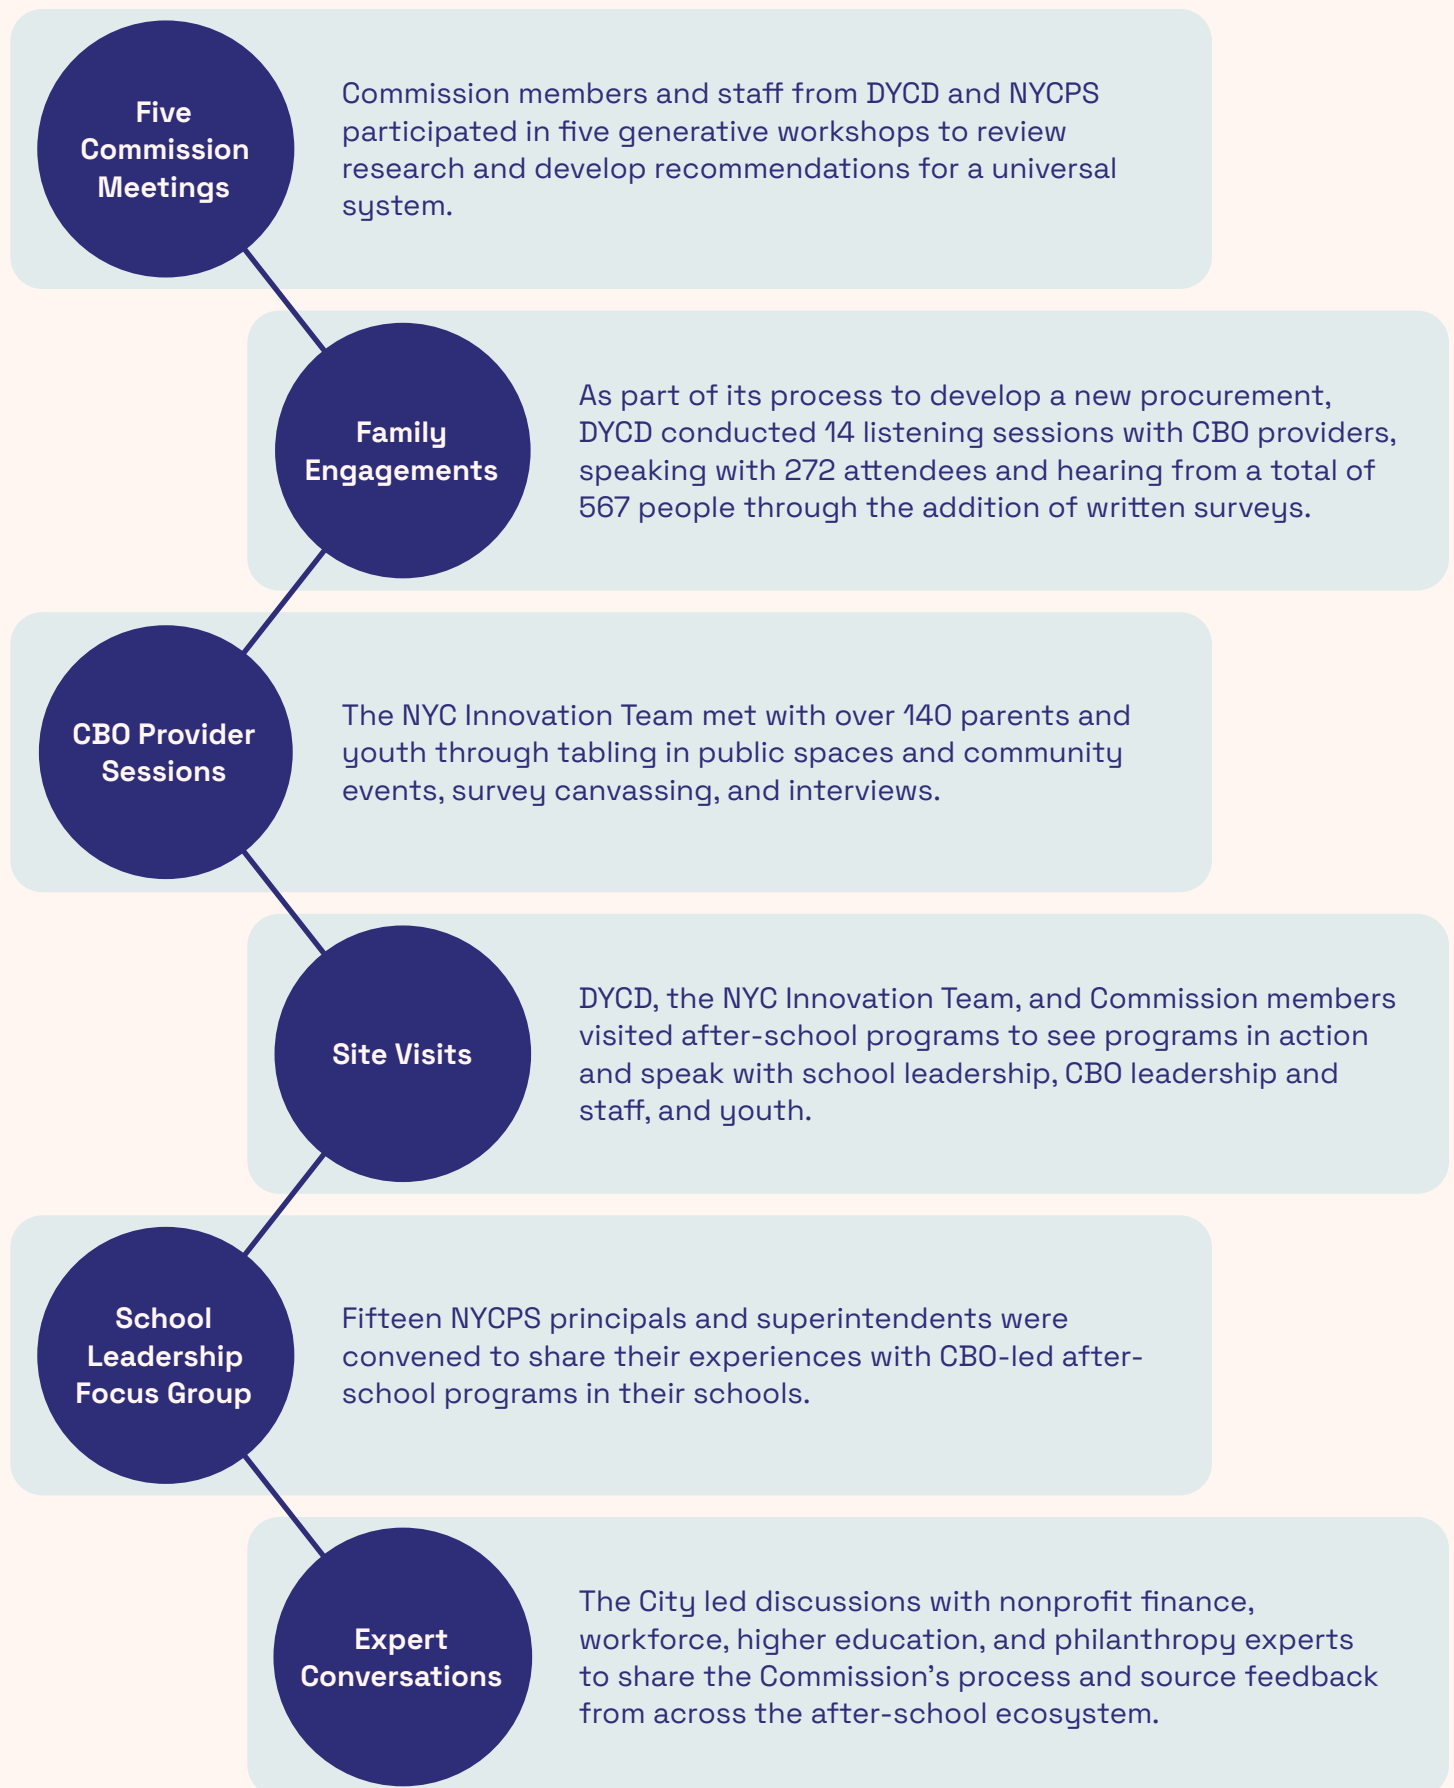 Five
Commission
Meetings
Commission members and staff from DYCD and NYCPS
participated in five generative workshops to review
research and develop recommendations for a universal
system.
Family
Engagements
As part of its process to develop a new procurement,
DYCD conducted 14 listening sessions with CBO providers,
speaking with 272 attendees and hearing from a total of
567 people through the addition of written surveys.
CBO Provider
Sessions
The NYC Innovation Team met with over 140 parents and
youth through tabling in public spaces and community
events, survey canvassing, and interviews.
Site Visits
DYCD, the NYC Innovation Team, and Commission members
visited after-school programs to see programs in action
and speak with school leadership, CBO leadership and
staff, and youth.
School
Leadership
Focus Group
Fifteen NYCPS principals and superintendents were
convened to share their experiences with CBO-led after-
school programs in their schools.
Expert
Conversations
The City led discussions with nonprofit finance,
workforce, higher education, and philanthropy experts
to share the Commission’s process and source feedback
from across the after-school ecosystem.